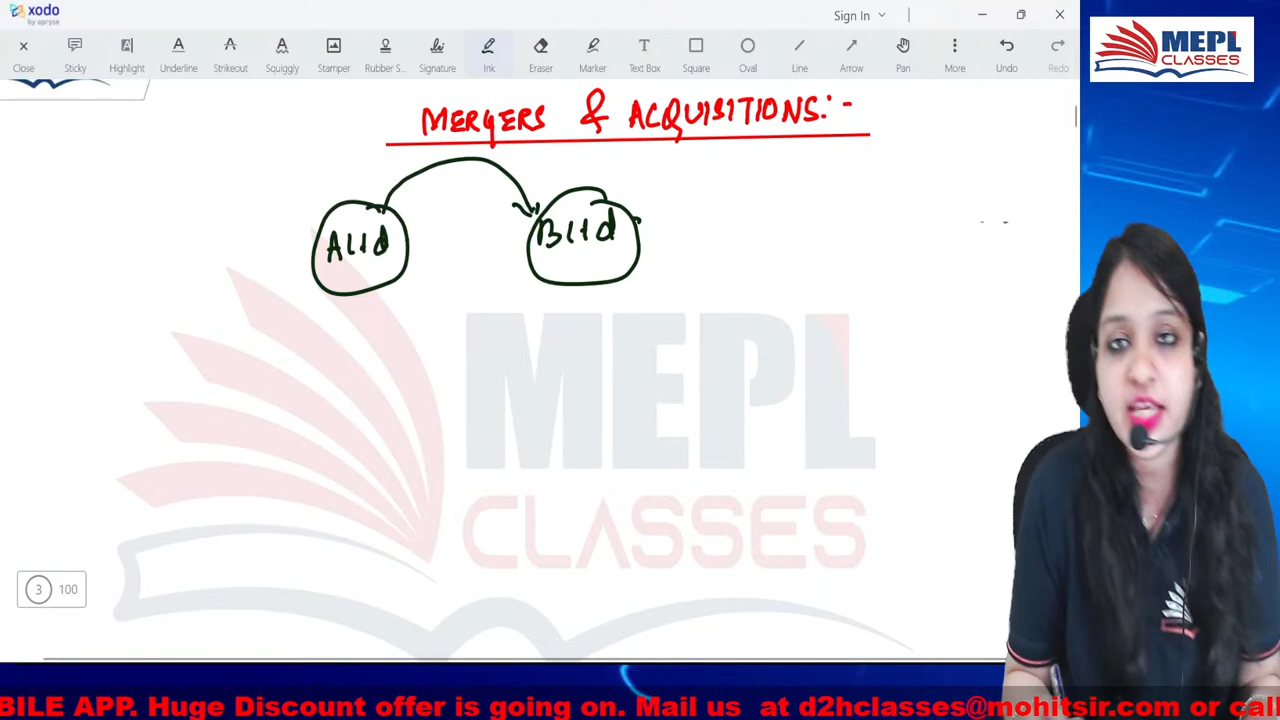 xodo
by apryse
Sign In
Close
Sticky
Highlight
Underline
Strikeout
Squiggly
Stamper
Rubber
Signature
Eraser
Marker
Text Box
Square
Oval
Line
Arrow
Pan
More
Undo
Redo
MEPL
CLASSES
MERGERS & ACQUISITIONS:-
A Ltd
B Ltd
MEPL
CLASSES
3 100
BILE APP. Huge Discount offer is going on. Mail us at d2hclasses@mohitsir.com or call